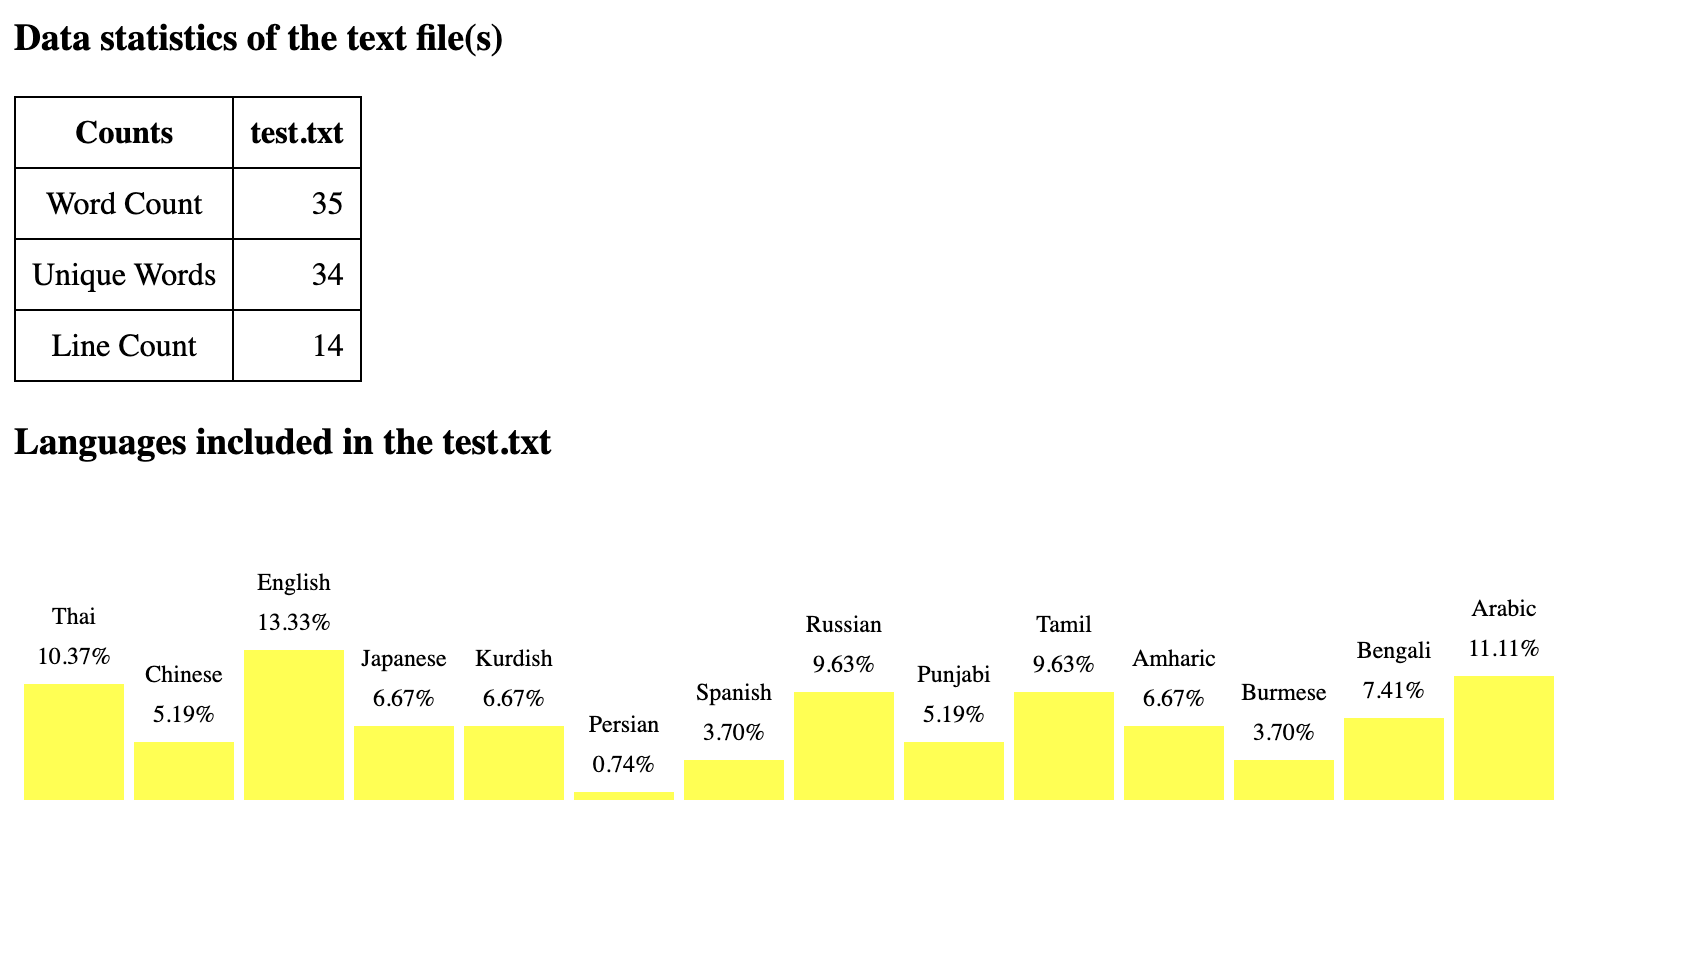 Data statistics of the text file(s)
Counts test.txt
Word Count 35
Unique Words 34
Line Count 14
Languages included in the test.txt
Thai
10.37%
Chinese
5.19%
English
13.33%
Japanese
6.67%
Kurdish
6.67%
Persian
0.74%
Spanish
3.70%
Russian
9.63%
Punjabi
5.19%
Tamil
9.63%
Amharic
6.67%
Burmese
3.70%
Bengali
7.41%
Arabic
11.11%